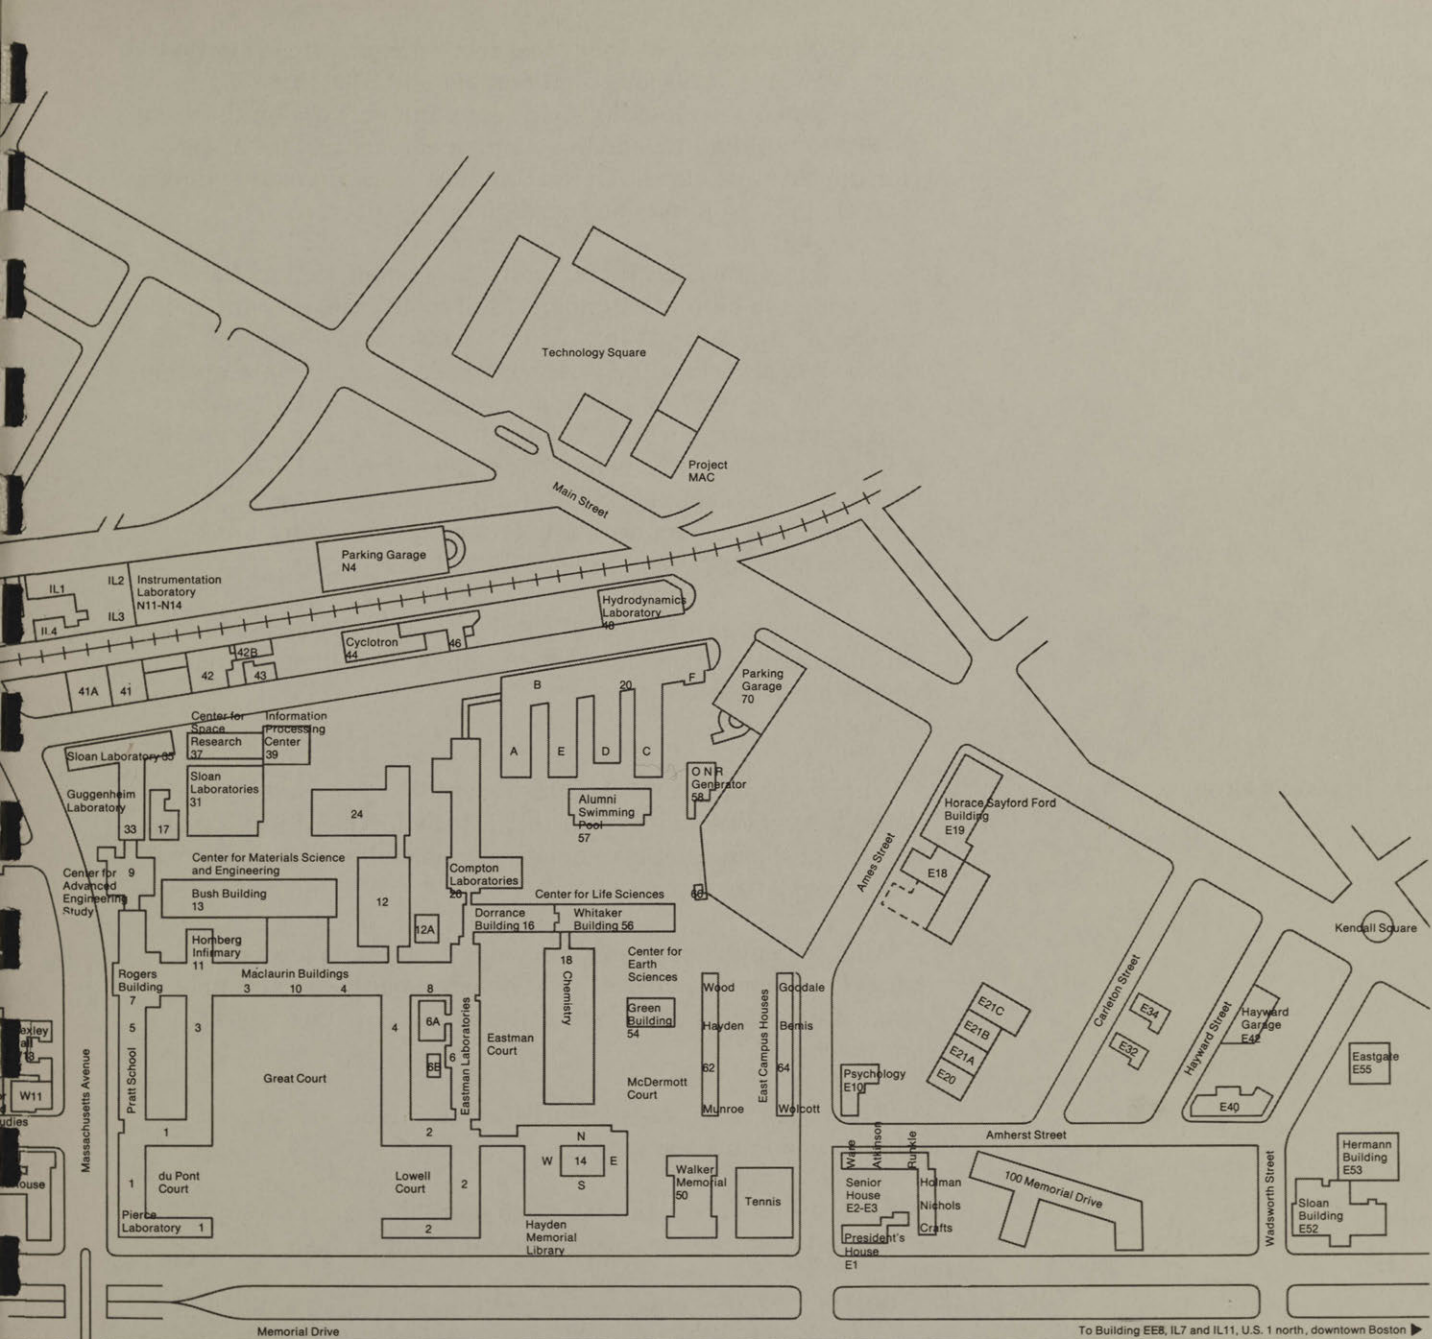 Technology Square
Project
MAC
Main Street
Parking Garage
N4
IL1
IL2
IL3
IL4
Instrumentation
Laboratory
N11-N14
Hydrodynamics
Laboratory
48
Cyclotron
44
46
42B
43
42
41
41A
B
20
F
A
E
D
C
Parking
Garage
70
Center for
Space
Research
37
Information
Processing
Center
39
Sloan Laboratory 35
Sloan
Laboratories
31
Guggenheim
Laboratory
33
17
24
O N R
Generator
58
Alumni
Swimming
Pool
57
Horace Sayford Ford
Building
E19
E18
Ames Street
Center for
Advanced
Engineering
Study
9
Center for Materials Science
and Engineering
Bush Building
13
12
12A
Compton
Laboratories
26
Center for Life Sciences
Dorrance
Building 16
Whitaker
Building 56
Homberg
Infirmary
11
Rogers
Building
7
Maclaurin Buildings
3
10
4
8
18
Chemistry
Center for
Earth
Sciences
Green
Building
54
Wood
Hayden
62
Munroe
East Campus Houses
Goodale
Bemis
64
Walcott
Kendall Square
Carleton Street
Hayward Street
E34
E32
Hayward
Garage
E42
E40
Eastgate
E55
E21C
E21B
E21A
E20
Psychology
E10
5
3
4
6A
6B
6
Eastman Laboratories
Eastman
Court
McDermott
Court
Great Court
Pratt School
Massachusetts Avenue
W11
1
2
N
W
14
E
S
Hayden
Memorial
Library
Walker
Memorial
50
Tennis
1
du Pont
Court
Lowell
Court
2
Pierce
Laboratory
1
2
Amherst Street
Ware
Atkinson
Runkle
Senior
House
E2-E3
Holman
Nichols
Crafts
President's
House
E1
100 Memorial Drive
Wadsworth Street
Hermann
Building
E53
Sloan
Building
E52
Memorial Drive
To Building EE8, IL7 and IL11, U.S. 1 north, downtown Boston